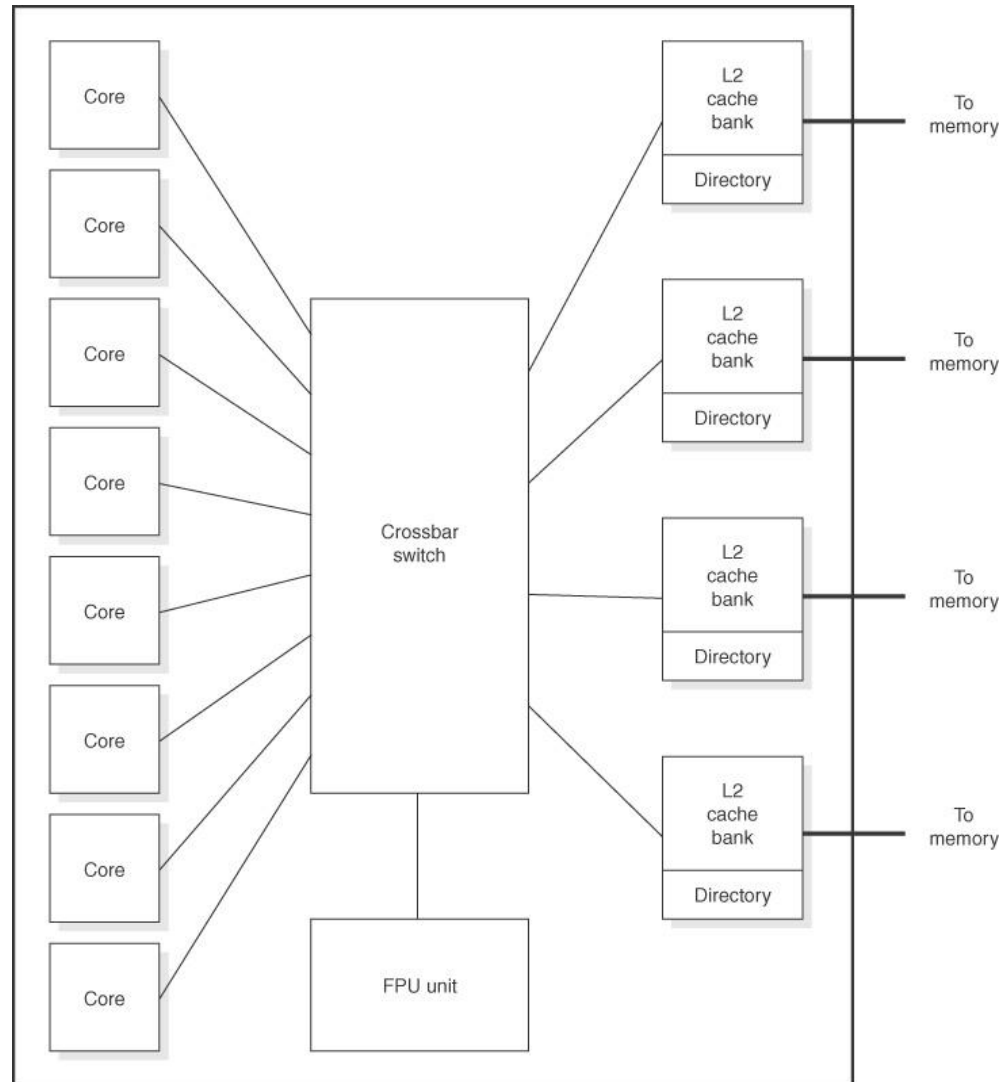 Core
Core
Core
Core
Core
Core
Core
Core
Crossbar
switch
FPU unit
L2
cache
bank
Directory
To
memory
L2
cache
bank
Directory
To
memory
L2
cache
bank
Directory
To
memory
L2
cache
bank
Directory
To
memory